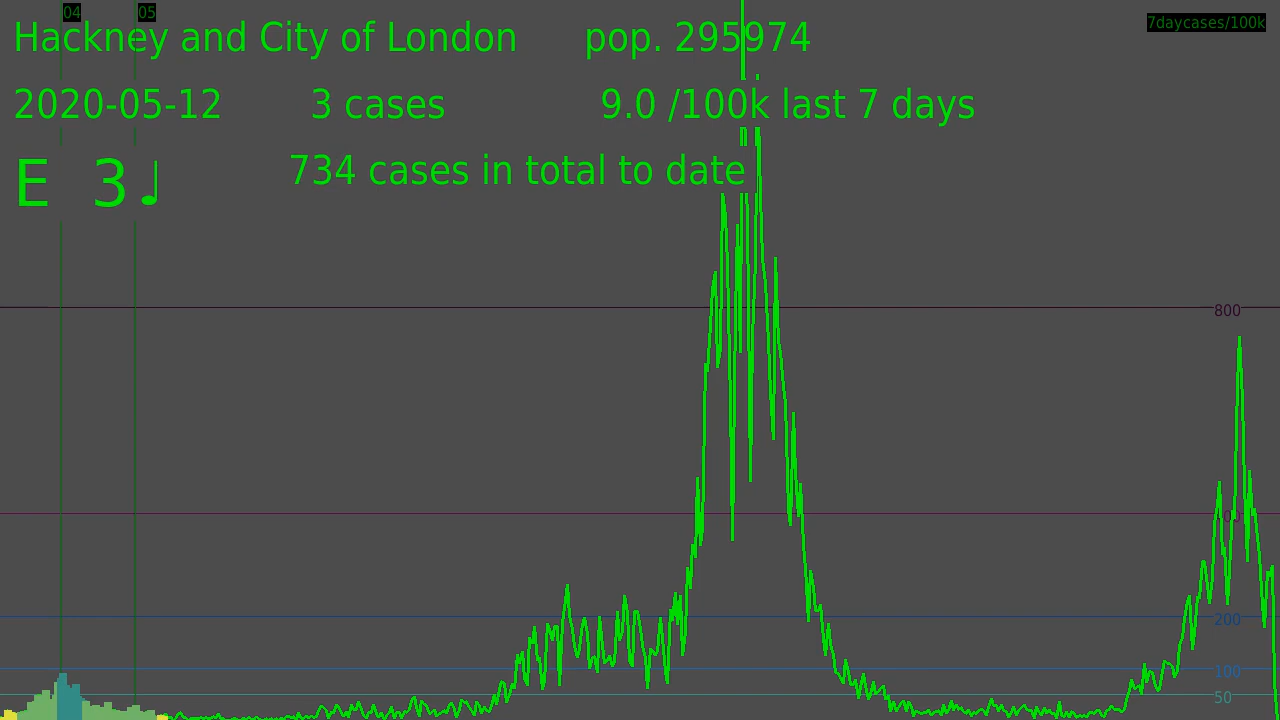 04 05
7daycases/100k
Hackney and City of London pop. 295974
2020-05-12 3 cases 9.0 /100k last 7 days
E 3♩ 734 cases in total to date
800
200
100
50